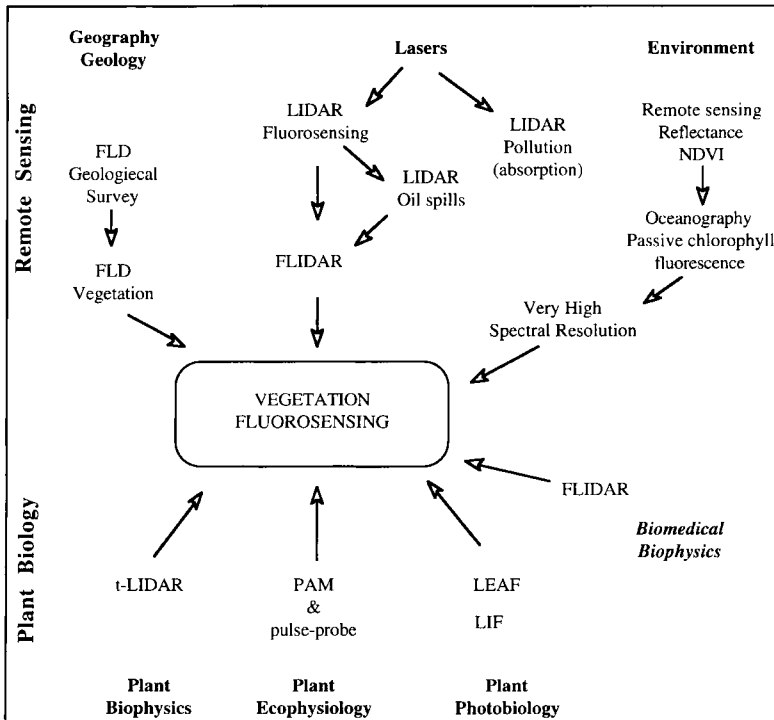 Geography
Geology
Lasers
Environment
Remote Sensing
FLD
Geologiecal
Survey
FLD
Vegetation
LIDAR
Fluorosensing
LIDAR
Oil spills
FLIDAR
LIDAR
Pollution
(absorption)
Remote sensing
Reflectance
NDVI
Oceanography
Passive chlorophyll
fluorescence
Very High
Spectral Resolution
VEGETATION
FLUOROSENSING
Plant Biology
FLIDAR
Biomedical
Biophysics
t-LIDAR
PAM
&
pulse-probe
LEAF
LIF
Plant
Biophysics
Plant
Ecophysiology
Plant
Photobiology